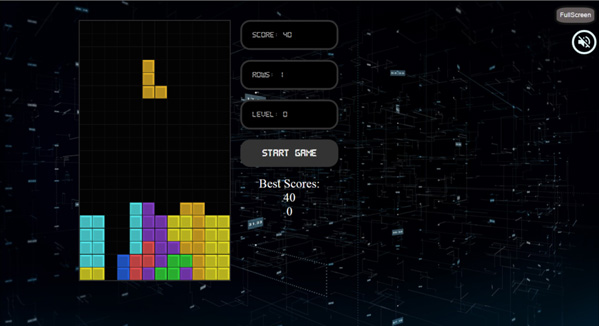 FullScreen
SCORE: 40
ROWS: 1
LEVEL: 0
START GAME
Best Scores:
40
0